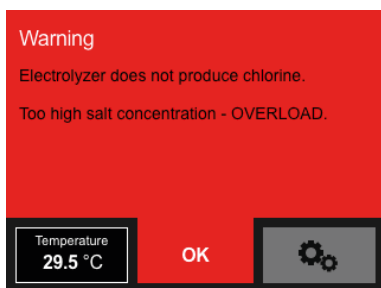 Warning
Electrolyzer does not produce chlorine.
Too high salt concentration - OVERLOAD.
Temperature
29.5 °C
OK